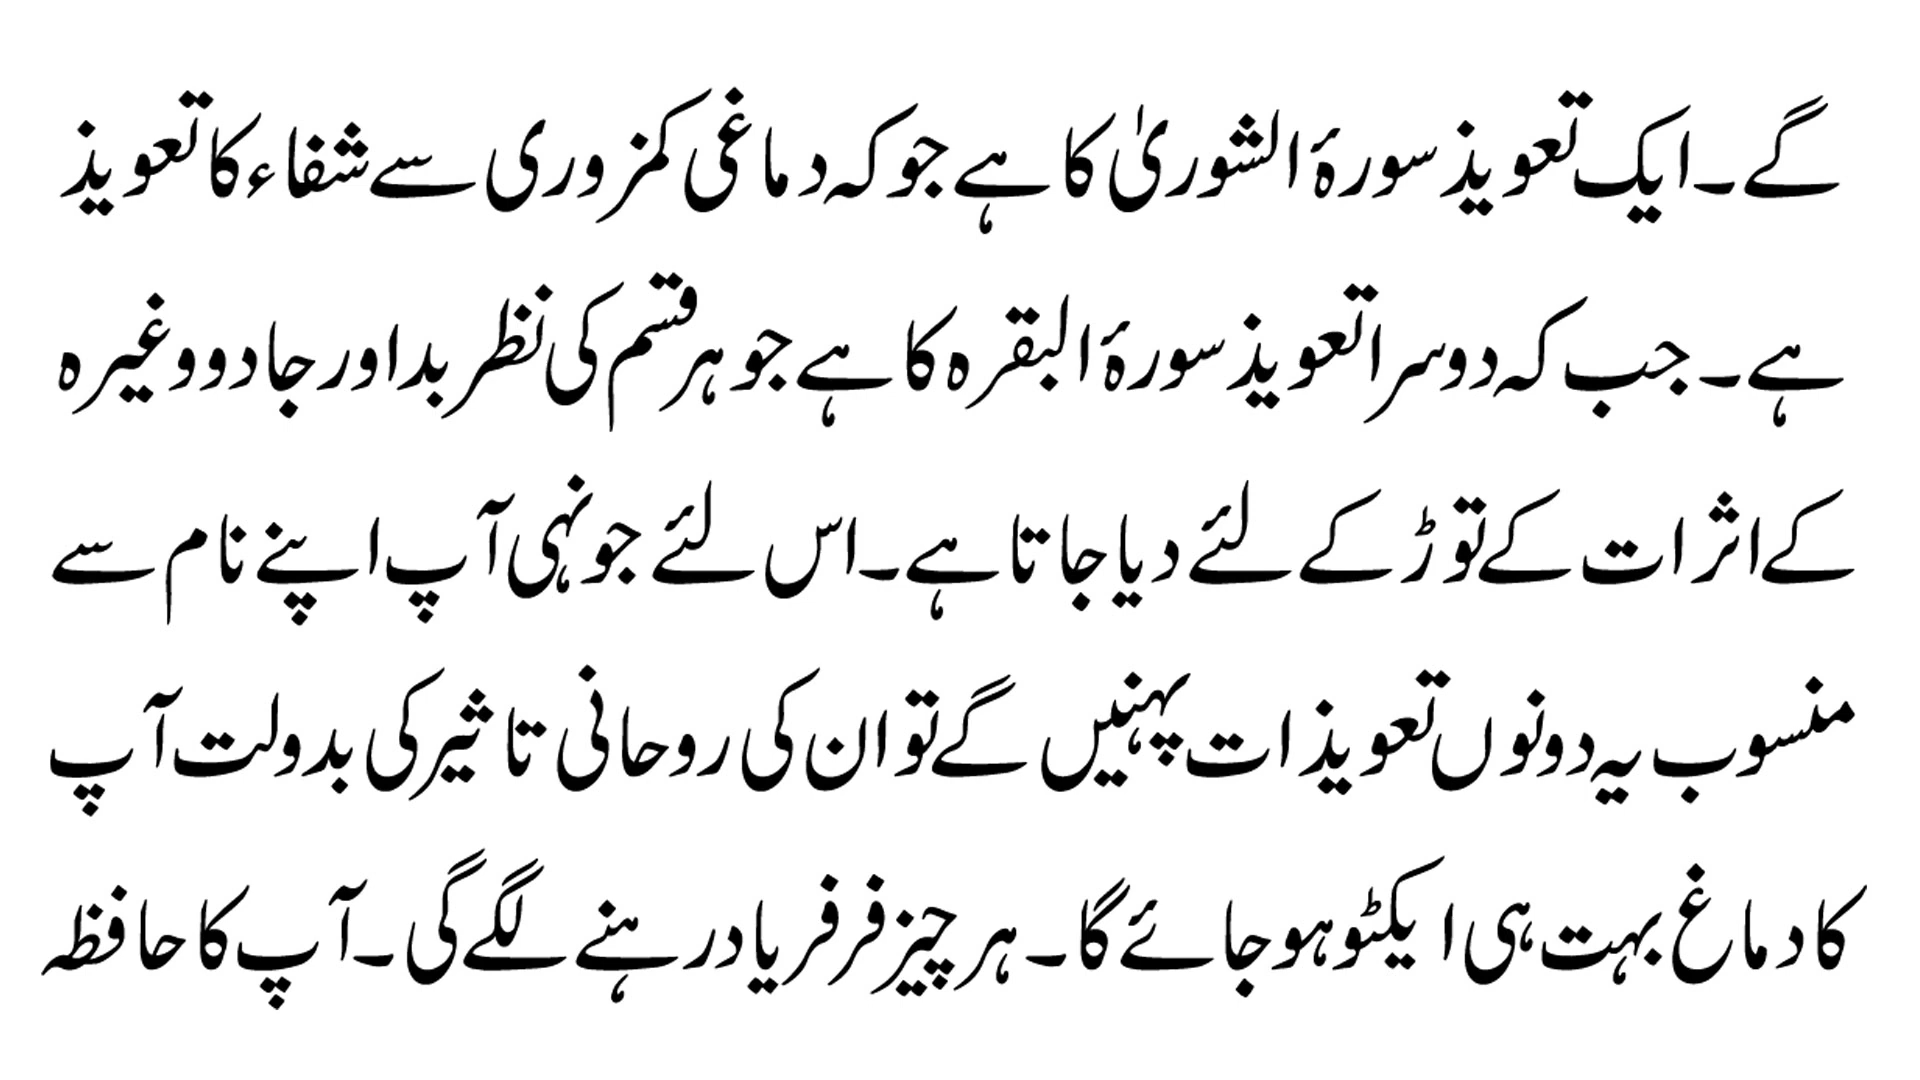 گے۔ ایک تعویذ سورۂ الشوریٰ کا ہے جو کہ دماغی کمزوری سے شفاء کا تعویذ
ہے۔ جب کہ دوسرا تعویذ سورۂ البقرہ کا ہے جو ہر قسم کی نظر بد اور جادو وغیرہ
کے اثرات کے توڑ کے لئے دیا جاتا ہے۔ اس لئے جونہی آپ اپنے نام سے
منسوب یہ دونوں تعویذات پہنیں گے تو ان کی روحانی تاثیر کی بدولت آپ
کا دماغ بہت ہی ایکٹو ہو جائے گا۔ ہر چیز فرفر یاد رہنے لگے گی۔ آپ کا حافظہ